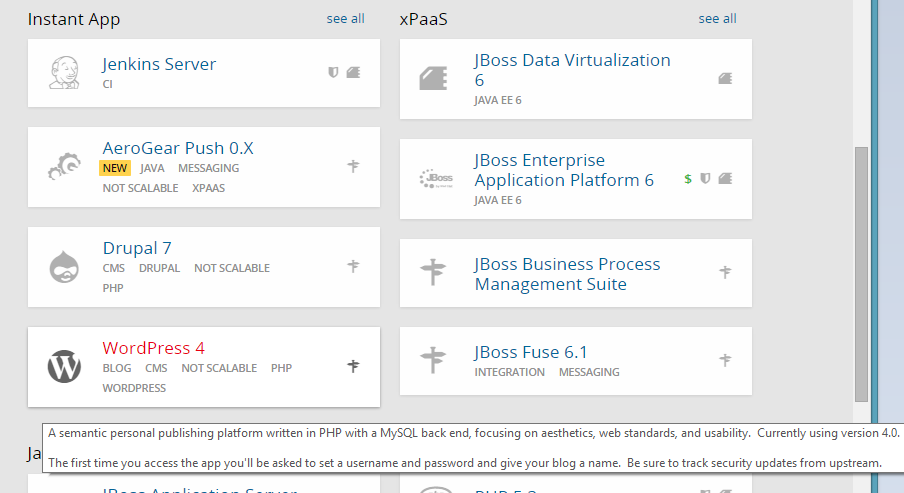 Instant App
see all
Jenkins Server
CI
AeroGear Push 0.X
NEW JAVA MESSAGING
NOT SCALABLE XPAAS
Drupal 7
CMS DRUPAL NOT SCALABLE
PHP
WordPress 4
BLOG CMS NOT SCALABLE PHP
WORDPRESS
xPaaS
see all
JBoss Data Virtualization
6
JAVA EE 6
JBoss
JBoss Enterprise
Application Platform 6
$
JAVA EE 6
JBoss Business Process
Management Suite
JBoss Fuse 6.1
INTEGRATION MESSAGING
A semantic personal publishing platform written in PHP with a MySQL back end, focusing on aesthetics, web standards, and usability. Currently using version 4.0.
The first time you access the app you'll be asked to set a username and password and give your blog a name. Be sure to track security updates from upstream.
Ja
JBoss Application Server